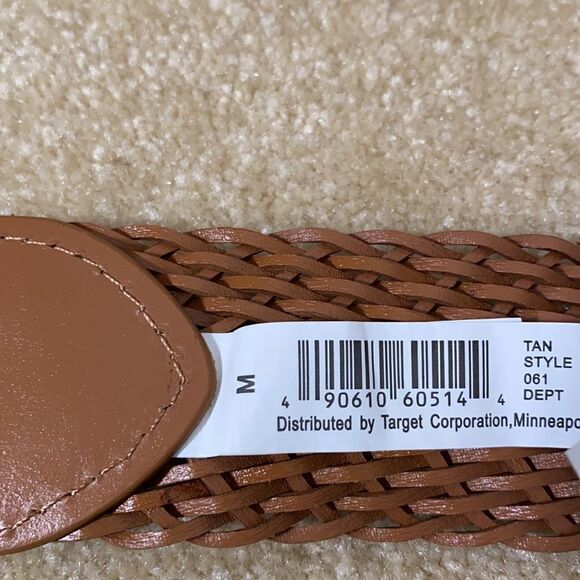 M
4 90610 60514 4
Distributed by Target Corporation,
TAN
STYLE
061
DEPT